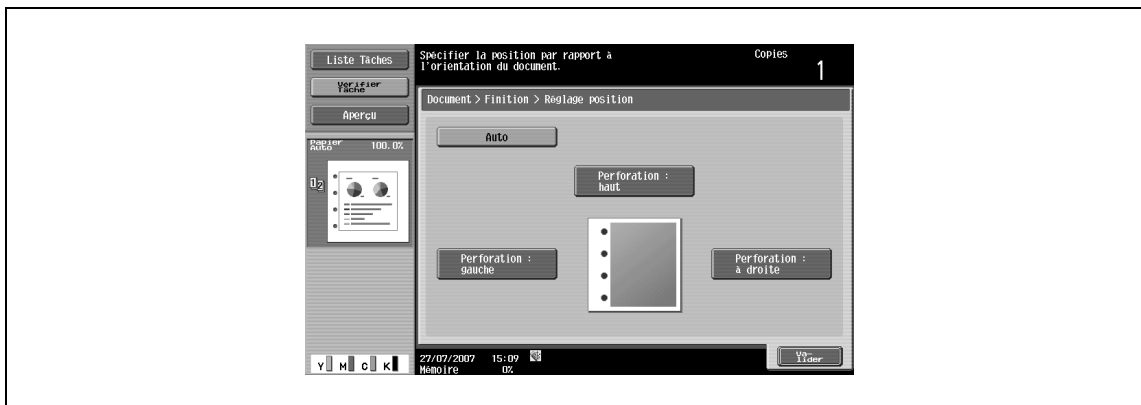 Liste Tâches
Vérifier
Tâche
Aperçu
Papier
Auto 100.0%
Spécifier la position par rapport à
l'orientation du document.
Copies
1
Document > Finition > Réglage position
Auto
Perforation :
haut
Perforation :
gauche
Perforation :
à droite
Y M C K
27/07/2007 15:09
Mémoire 0%
Va-
lider